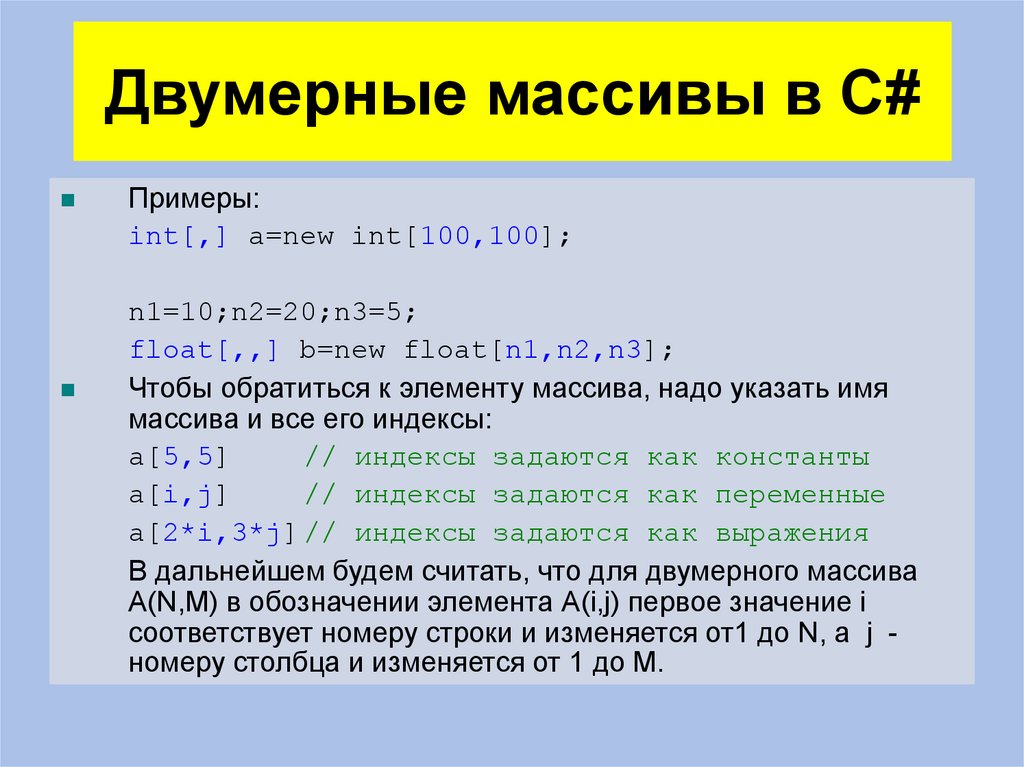 Двумерные массивы в C#
Примеры:
int[,] a=new int[100,100];
n1=10;n2=20;n3=5;
float[,,] b=new float[n1,n2,n3];
Чтобы обратиться к элементу массива, надо указать имя
массива и все его индексы:
a[5,5] // индексы задаются как константы
a[i,j] // индексы задаются как переменные
a[2*i,3*j] // индексы задаются как выражения
В дальнейшем будем считать, что для двумерного массива
A(N,M) в обозначении элемента A(i,j) первое значение i
соответствует номеру строки и изменяется от1 до N, а j -
номеру столбца и изменяется от 1 до M.